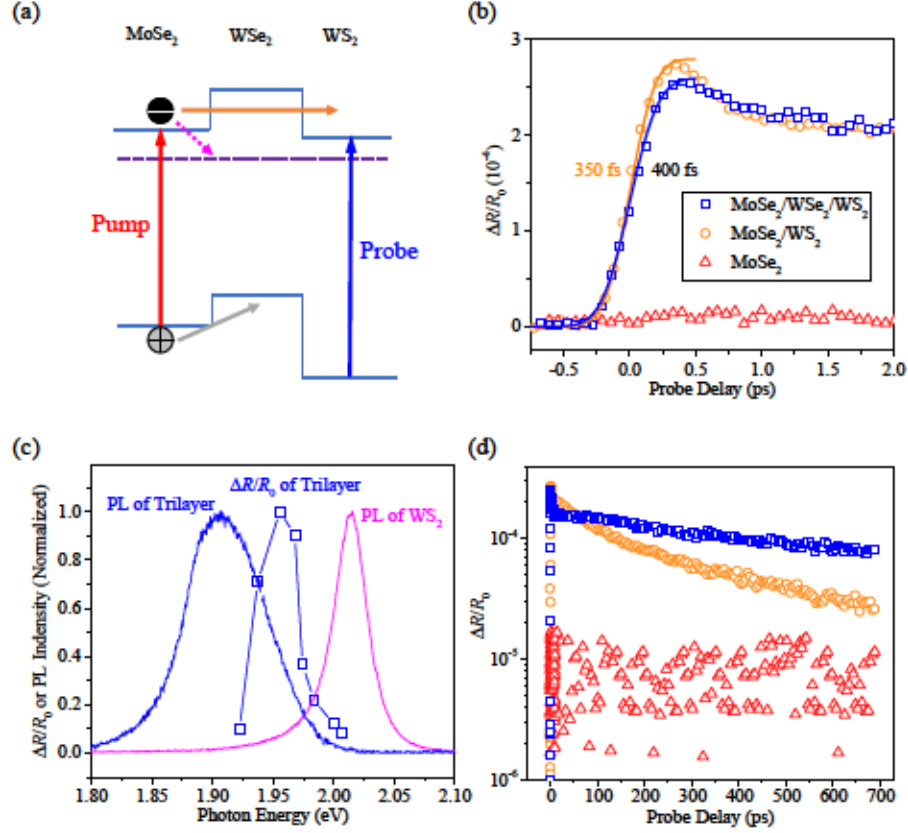 (a)
MoSe₂ WSe₂ WS₂
Pump
Probe
(b)
ΔR/R₀ (10⁻⁴)
3
2
1
0
350 fs 400 fs
MoSe₂/WSe₂/WS₂
MoSe₂/WS₂
MoSe₂
-0.5 0.0 0.5 1.0 1.5 2.0
Probe Delay (ps)
(c)
ΔR/R₀ or PL Indensity (Normalized)
ΔR/R₀ of Trilayer
PL of Trilayer
PL of WS₂
1.0
0.8
0.6
0.4
0.2
0.0
1.80 1.85 1.90 1.95 2.00 2.05 2.10
Photon Energy (eV)
(d)
ΔR/R₀
10⁻⁴
10⁻⁵
10⁻⁶
0 100 200 300 400 500 600 700
Probe Delay (ps)